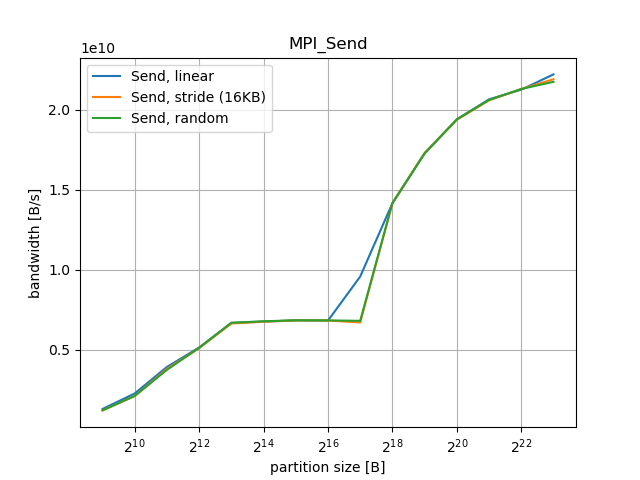 MPI_Send
1e10
Send, linear
Send, stride (16KB)
Send, random
2.0
1.5
1.0
0.5
bandwidth [B/s]
2^10 2^12 2^14 2^16 2^18 2^20 2^22
partition size [B]